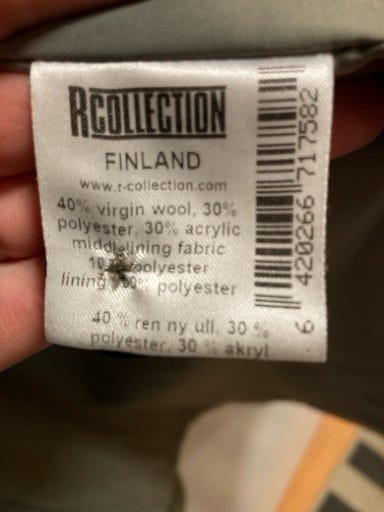 RCOLLECTION
FINLAND
www.r-collection.com
40% virgin wool, 30%
polyester, 30% acrylic
middlelining fabric
polyester
lining 100% polyester
40 % ren ny ull, 30 %
polyester, 30 % akryl
6 420266 717582